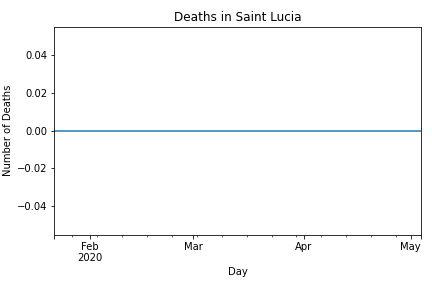 Deaths in Saint Lucia
0.04
0.02
0.00
−0.02
−0.04
Number of Deaths
Feb
2020
Mar
Apr
May
Day